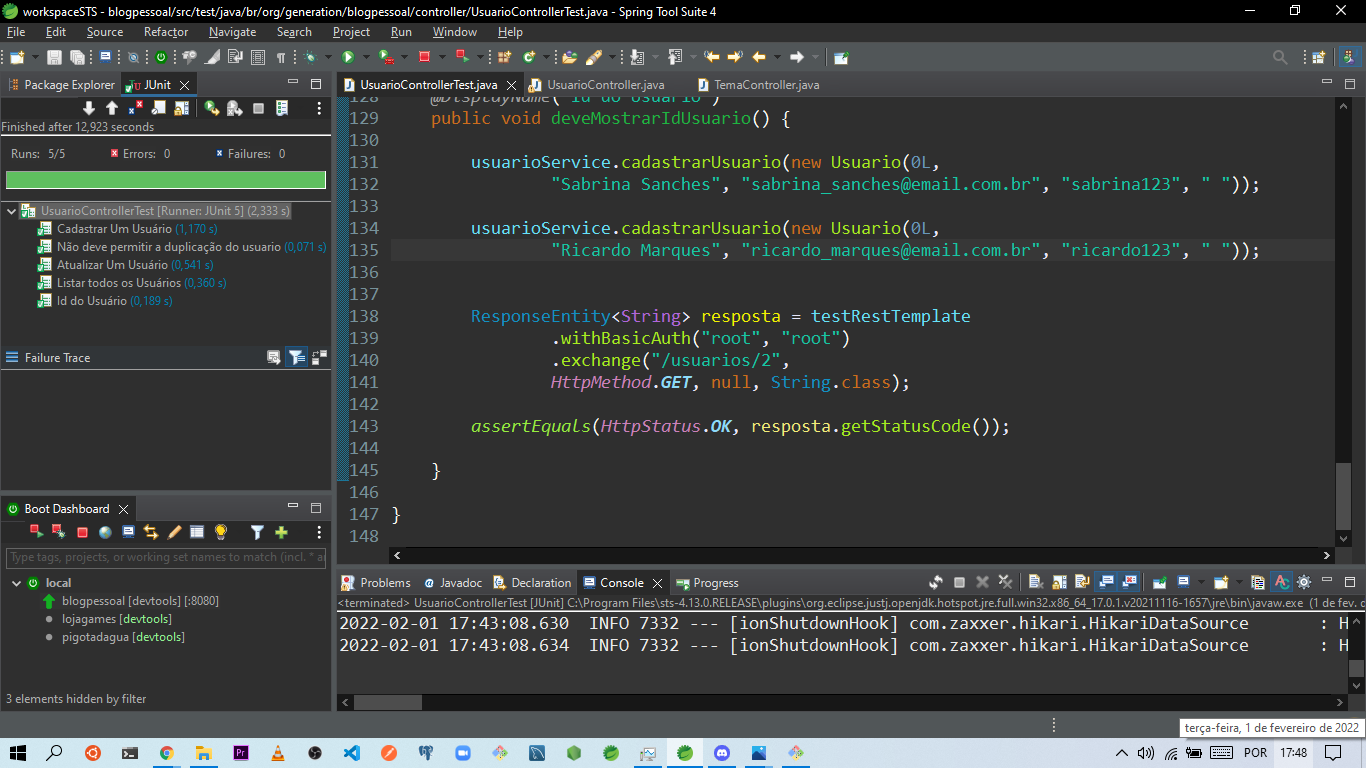 workspaceSTS - blogpessoal/src/test/java/br/org/generation/blogpessoal/controller/UsuarioControllerTest.java - Spring Tool Suite 4
File Edit Source Refactor Navigate Search Project Run Window Help
Package Explorer JUnit
Finished after 12,923 seconds
Runs: 5/5 Errors: 0 Failures: 0
UsuarioControllerTest [Runner: JUnit 5] (2,333 s)
Cadastrar Um Usuário (1,170 s)
Não deve permitir a duplicação do usuario (0,071 s)
Atualizar Um Usuário (0,541 s)
Listar todos os Usuários (0,360 s)
Id do Usuário (0,189 s)
Failure Trace
Boot Dashboard
Type tags, projects, or working set names to match (incl. * a
local
blogpessoal [devtools] [:8080]
lojagames [devtools]
pigotadagua [devtools]
3 elements hidden by filter
UsuarioControllerTest.java UsuarioController.java TemaController.java
128 @DisplayName("Id do Usuário")
129 public void deveMostrarIdUsuario() {
130
131 usuarioService.cadastrarUsuario(new Usuario(0L,
132 "Sabrina Sanches", "sabrina_sanches@email.com.br", "sabrina123", " "));
133
134 usuarioService.cadastrarUsuario(new Usuario(0L,
135 "Ricardo Marques", "ricardo_marques@email.com.br", "ricardo123", " "));
136
137
138 ResponseEntity<String> resposta = testRestTemplate
139 .withBasicAuth("root", "root")
140 .exchange("/usuarios/2",
141 HttpMethod.GET, null, String.class);
142
143 assertEquals(HttpStatus.OK, resposta.getStatusCode());
144
145 }
146
147 }
148
Problems @ Javadoc Declaration Console Progress
<terminated> UsuarioControllerTest [JUnit] C:\Program Files\sts-4.13.0.RELEASE\plugins\org.eclipse.justj.openjdk.hotspot.jre.full.win32.x86_64_17.0.1.v20211116-1657\jre\bin\javaw.exe (1 de fev. d
2022-02-01 17:43:08.630 INFO 7332 --- [ionShutdownHook] com.zaxxer.hikari.HikariDataSource : H
2022-02-01 17:43:08.634 INFO 7332 --- [ionShutdownHook] com.zaxxer.hikari.HikariDataSource : H
terça-feira, 1 de fevereiro de 2022
POR 17:48